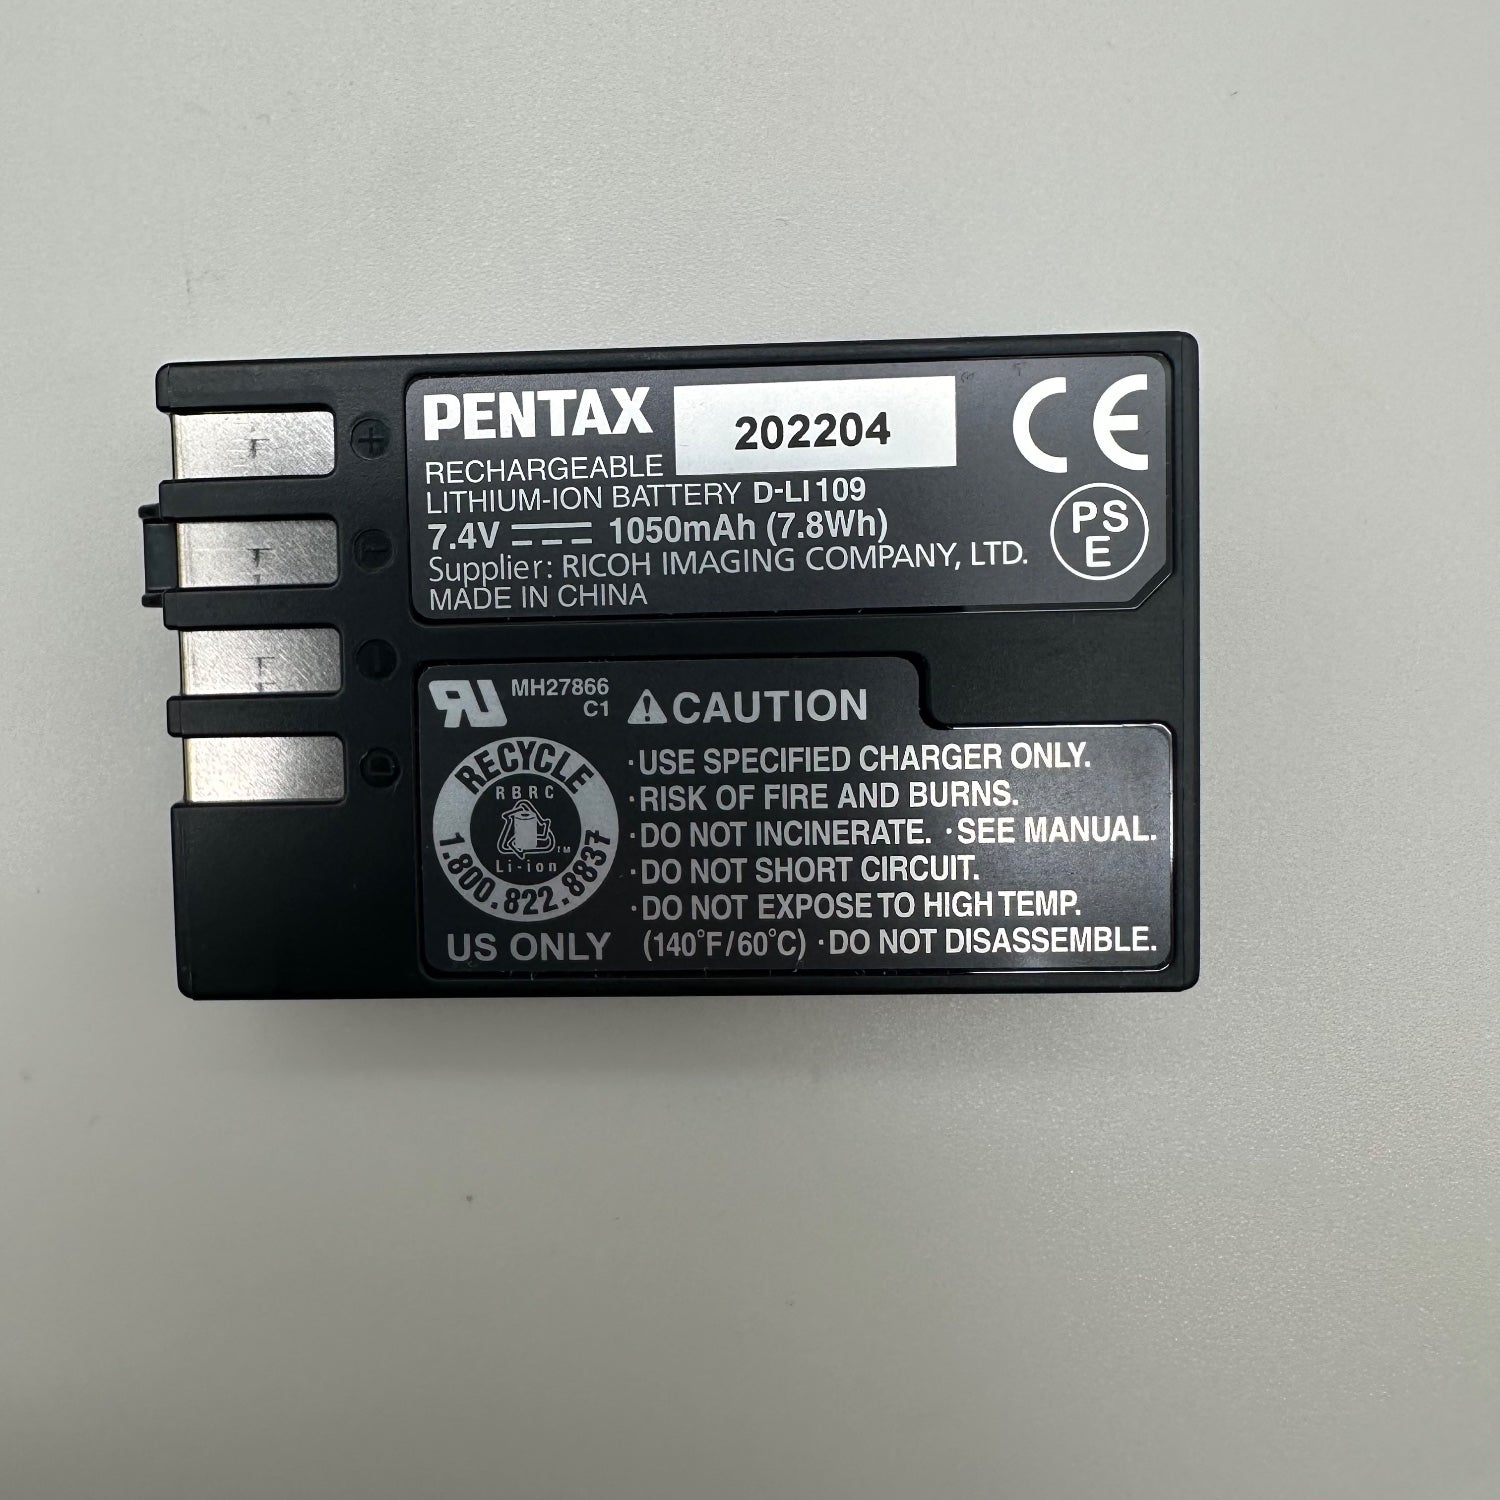 PENTAX 202204 CE
RECHARGEABLE
LITHIUM-ION BATTERY D-LI109
7.4V 1050mAh (7.8Wh)
PS
E
Supplier: RICOH IMAGING COMPANY, LTD.
MADE IN CHINA
+
-
D
RU MH27866
C1
CAUTION
RECYCLE
RBRC
TM
Li-ion
1.800.822.8837
US ONLY
·USE SPECIFIED CHARGER ONLY.
·RISK OF FIRE AND BURNS.
·DO NOT INCINERATE. ·SEE MANUAL.
·DO NOT SHORT CIRCUIT.
·DO NOT EXPOSE TO HIGH TEMP.
(140°F/60°C) ·DO NOT DISASSEMBLE.